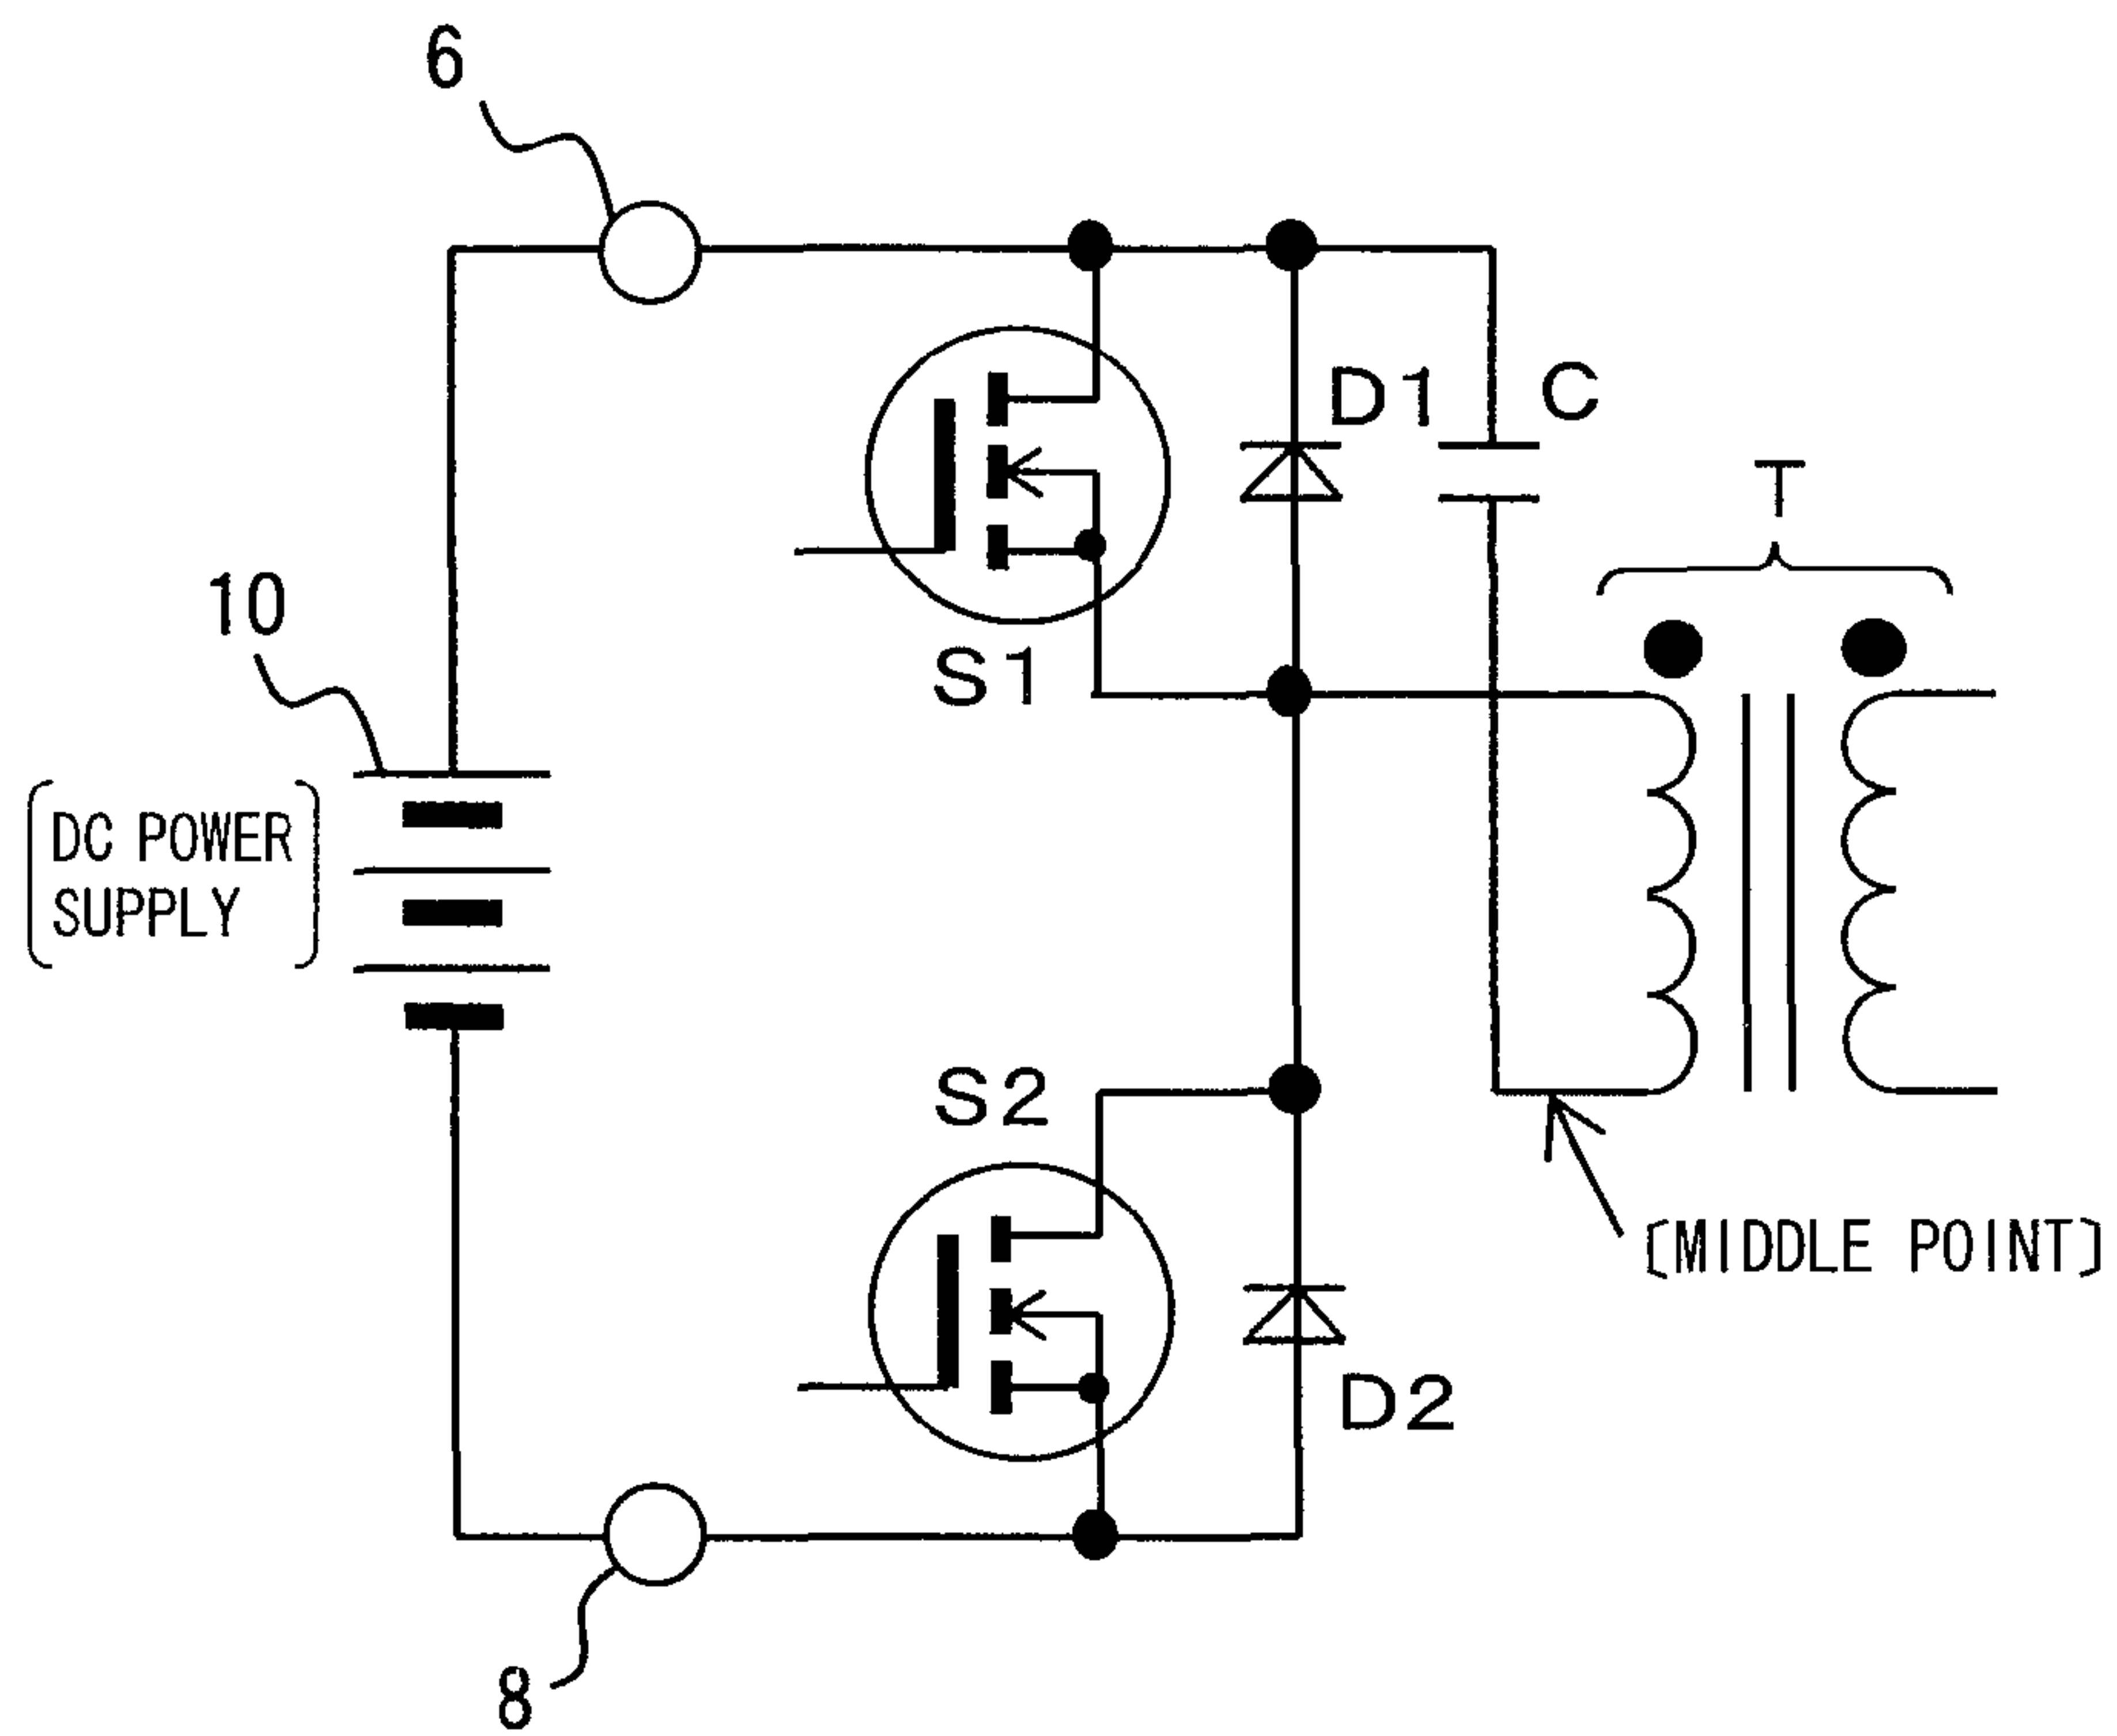 6
D1
C
T
10
S1
[DC POWER
SUPPLY]
S2
[MIDDLE POINT]
D2
8